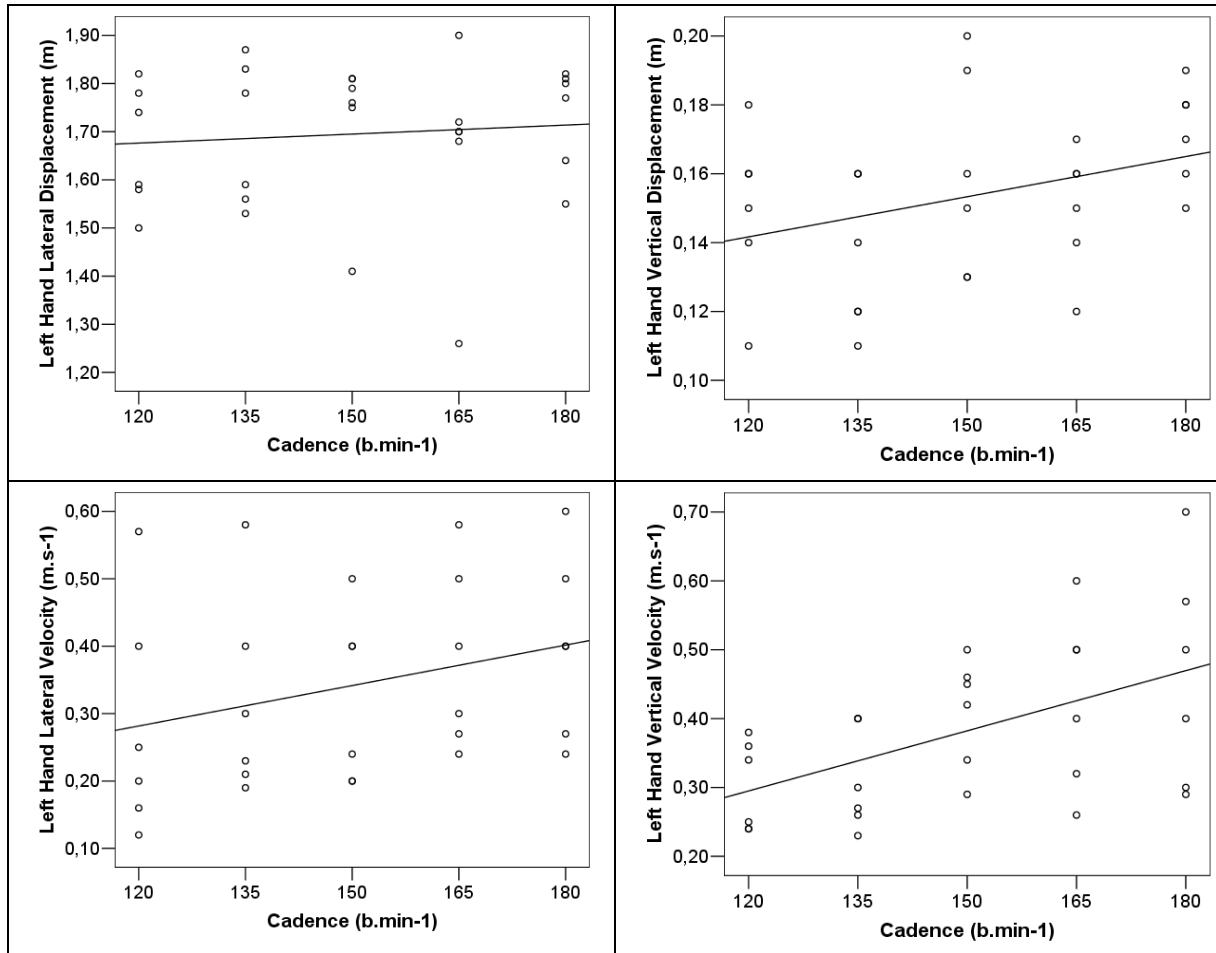 Left Hand Lateral Displacement (m)
1,90
1,80
1,70
1,60
1,50
1,40
1,30
1,20
120 135 150 165 180
Cadence (b.min-1)
Left Hand Vertical Displacement (m)
0,20
0,18
0,16
0,14
0,12
0,10
120 135 150 165 180
Cadence (b.min-1)
Left Hand Lateral Velocity (m.s-1)
0,60
0,50
0,40
0,30
0,20
0,10
120 135 150 165 180
Cadence (b.min-1)
Left Hand Vertical Velocity (m.s-1)
0,70
0,60
0,50
0,40
0,30
0,20
120 135 150 165 180
Cadence (b.min-1)